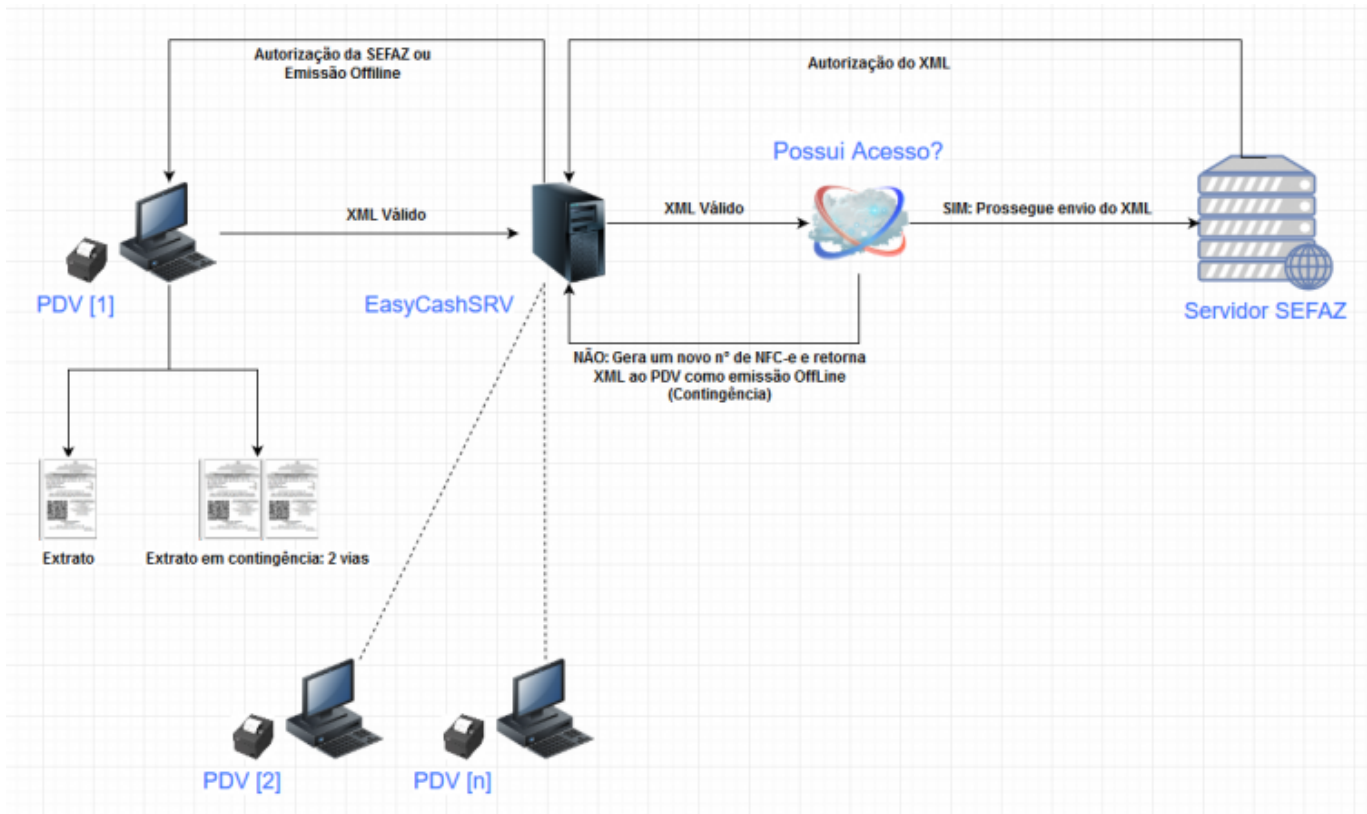 Autorização da SEFAZ ou
Emissão Offiline
Autorização do XML
Possui Acesso?
XML Válido
XML Válido
SIM: Prossegue envio do XML
PDV [1]
EasyCashSRV
Servidor SEFAZ
NÃO: Gera um novo n° de NFC-e e retorna
XML ao PDV como emissão OffLine
(Contingência)
Extrato
Extrato em contingência: 2 vias
PDV [2]
PDV [n]